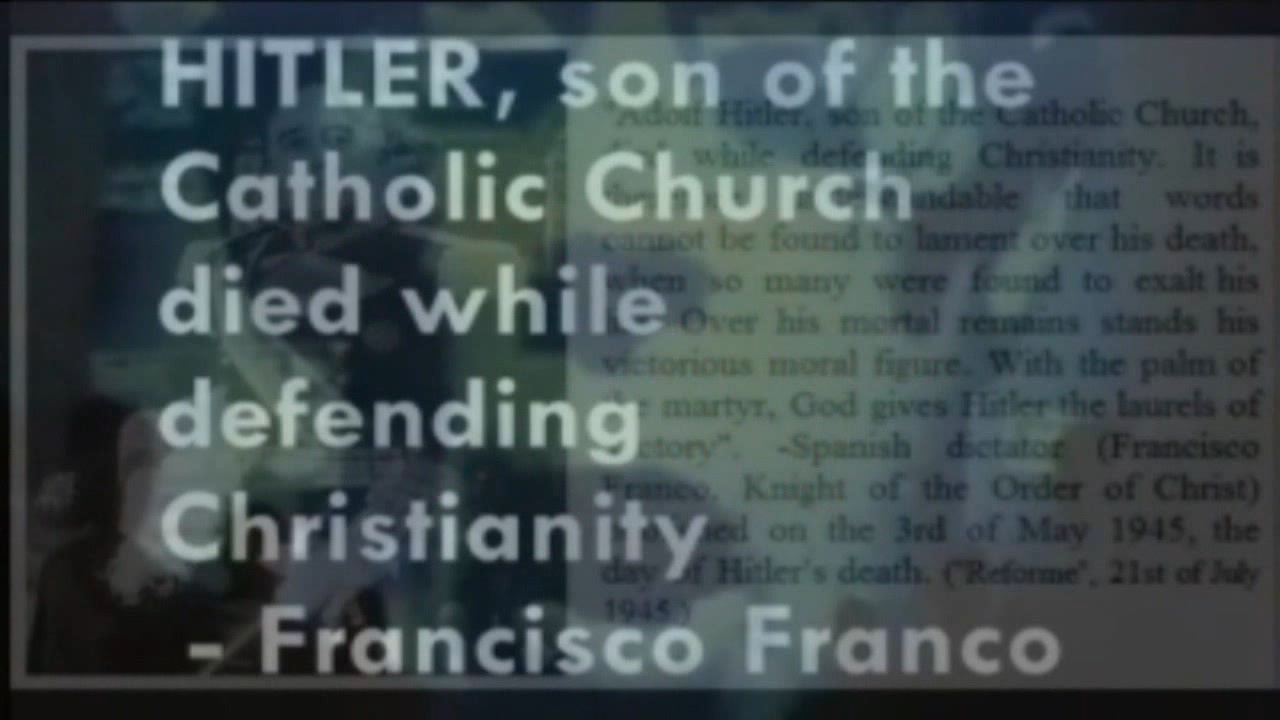 HITLER, son of the
Catholic Church
died while
defending
Christianity
- Francisco Franco
"Adolf Hitler, son of the Catholic Church,
while defending Christianity. It is
that words
cannot be found to lament over his death,
when so many were found to exalt his
Over his mortal remains stands his
victorious moral figure. With the palm of
martyr, God gives Hitler the laurels of
-Spanish dictator (Francisco
Franco, Knight of the Order of Christ)
on the 3rd of May 1945, the
day of Hitler's death. ("Reforme", 21st of July
1945.)